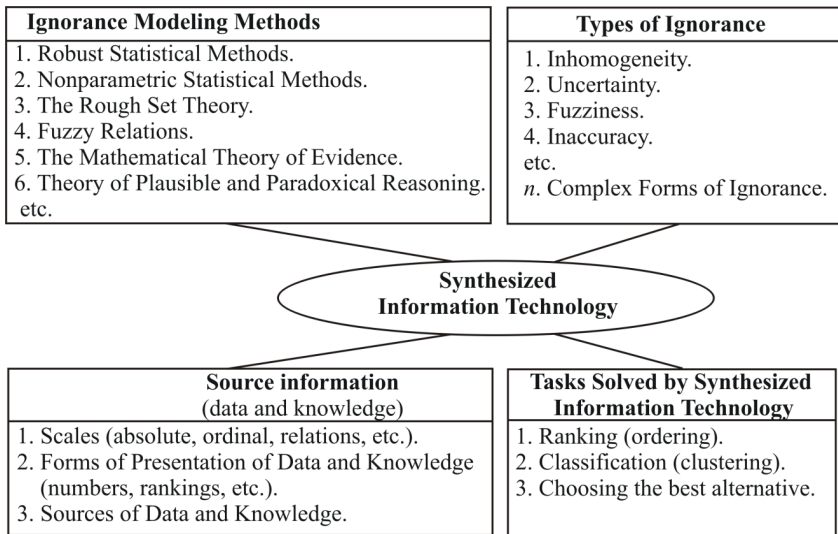 Ignorance Modeling Methods
1. Robust Statistical Methods.
2. Nonparametric Statistical Methods.
3. The Rough Set Theory.
4. Fuzzy Relations.
5. The Mathematical Theory of Evidence.
6. Theory of Plausible and Paradoxical Reasoning.
etc.
Types of Ignorance
1. Inhomogeneity.
2. Uncertainty.
3. Fuzziness.
4. Inaccuracy.
etc.
n. Complex Forms of Ignorance.
Synthesized
Information Technology
Source information
(data and knowledge)
1. Scales (absolute, ordinal, relations, etc.).
2. Forms of Presentation of Data and Knowledge
(numbers, rankings, etc.).
3. Sources of Data and Knowledge.
Tasks Solved by Synthesized
Information Technology
1. Ranking (ordering).
2. Classification (clustering).
3. Choosing the best alternative.